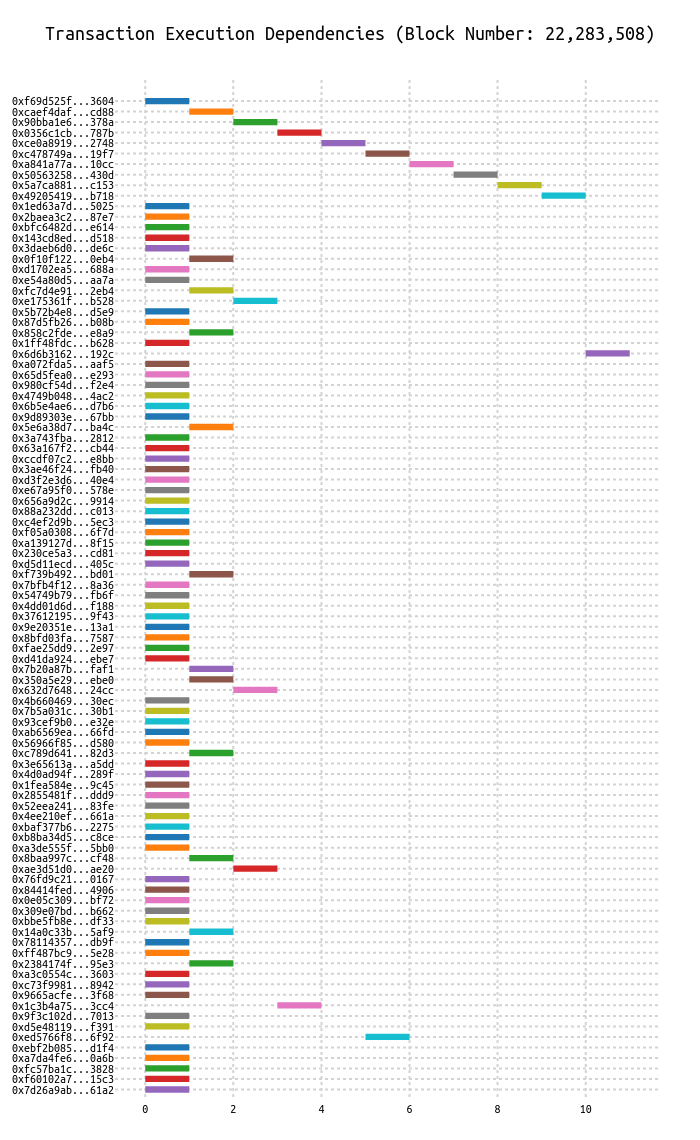 Transaction Execution Dependencies (Block Number: 22,283,508)
0xf69d525f...3604
0xcaef4daf...cd88
0x90bba1e6...378a
0x0356c1cb...787b
0xce0a8919...2748
0xc478749a...19f7
0xa841a77a...10cc
0x50563258...430d
0x5a7ca881...c153
0x49205419...b718
0x1ed63a7d...5025
0x2baea3c2...87e7
0xbfc6482d...e614
0x143cd8ed...d518
0x3daeb6d0...de6c
0x0f10f122...0eb4
0xd1702ea5...688a
0xe54a80d5...aa7a
0xfc7d4e91...2eb4
0xe175361f...b528
0x5b72b4e8...d5e9
0x87d5fb26...b08b
0x858c2fde...e8a9
0x1ff48fdc...b628
0x6d6b3162...192c
0xa072fda5...aaf5
0x65d5fea0...e293
0x980cf54d...f2e4
0x4749b048...4ac2
0x6b5e4ae6...d7b6
0x9d89303e...67bb
0x5e6a38d7...ba4c
0x3a743fba...2812
0x63a167f2...cb44
0xccdf07c2...e8bb
0x3ae46f24...fb40
0xd3f2e3d6...40e4
0xe67a95f0...578e
0x656a9d2c...9914
0x88a232dd...c013
0xc4ef2d9b...5ec3
0xf05a0308...6f7d
0xa139127d...8f15
0x230ce5a3...cd81
0xd5d11ecd...405c
0xf739b492...bd01
0x7bfb4f12...8a36
0x54749b79...fb6f
0x4dd01d6d...f188
0x37612195...9f43
0x9e20351e...13a1
0x8bfd03fa...7587
0xfae25dd9...2e97
0xd41da924...ebe7
0x7b20a87b...faf1
0x350a5e29...ebe0
0x632d7648...24cc
0x4b660469...30ec
0x7b5a031c...30b1
0x93cef9b0...e32e
0xab6569ea...66fd
0x56966f85...d580
0xc789d641...82d3
0x3e65613a...a5dd
0x4d0ad94f...289f
0x1fea584e...9c45
0x2855481f...ddd9
0x52eea241...83fe
0x4ee210ef...661a
0xbaf377b6...2275
0xb8ba34d5...c8ce
0xa3de555f...5bb0
0x8baa997c...cf48
0xae3d51d0...ae20
0x76fd9c21...0167
0x84414fed...4906
0x0e05c309...bf72
0x309e07bd...b662
0xbbe5fb8e...df33
0x14a0c33b...5af9
0x78114357...db9f
0xff487bc9...5e28
0x2384174f...95e3
0xa3c0554c...3603
0xc73f9981...8942
0x9665acfe...3f68
0x1c3b4a75...3cc4
0x9f3c102d...7013
0xd5e48119...f391
0xed5766f8...6f92
0xebf2b085...d1f4
0xa7da4fe6...0a6b
0xfc57ba1c...3828
0xf60102a7...15c3
0x7d26a9ab...61a2
0 2 4 6 8 10